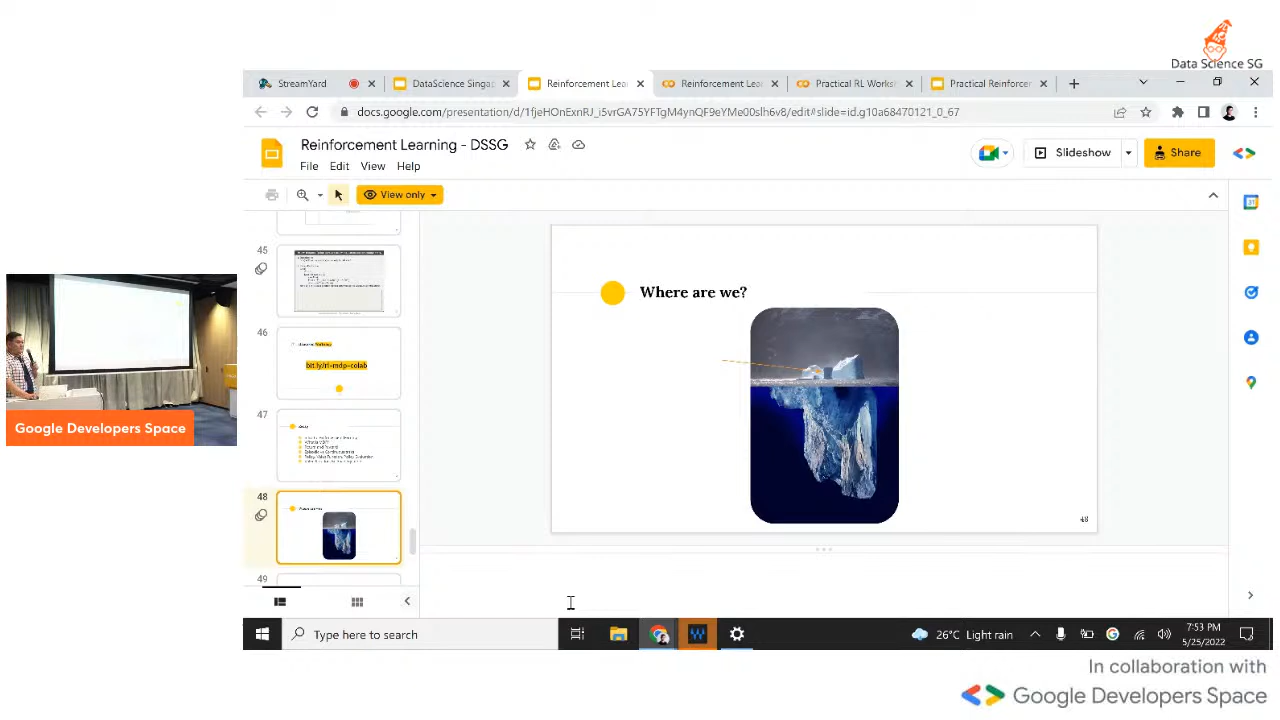 Data Science SG
StreamYard
DataScience Singap
Reinforcement Lea
Reinforcement Lea
Practical RL Worksh
Practical Reinforcer
docs.google.com/presentation/d/1fjeHOnExnRJ_i5vrGA75YFTgM4ynQF9eYMe00slh6v8/edit#slide=id.g10a68470121_0_67
Reinforcement Learning - DSSG
File Edit View Help
Slideshow
Share
View only
45
46
bit.ly/rl-mdp-colab
47
48
49
Where are we?
48
Google Developers Space
Type here to search
26°C Light rain
7:53 PM
5/25/2022
In collaboration with
Google Developers Space